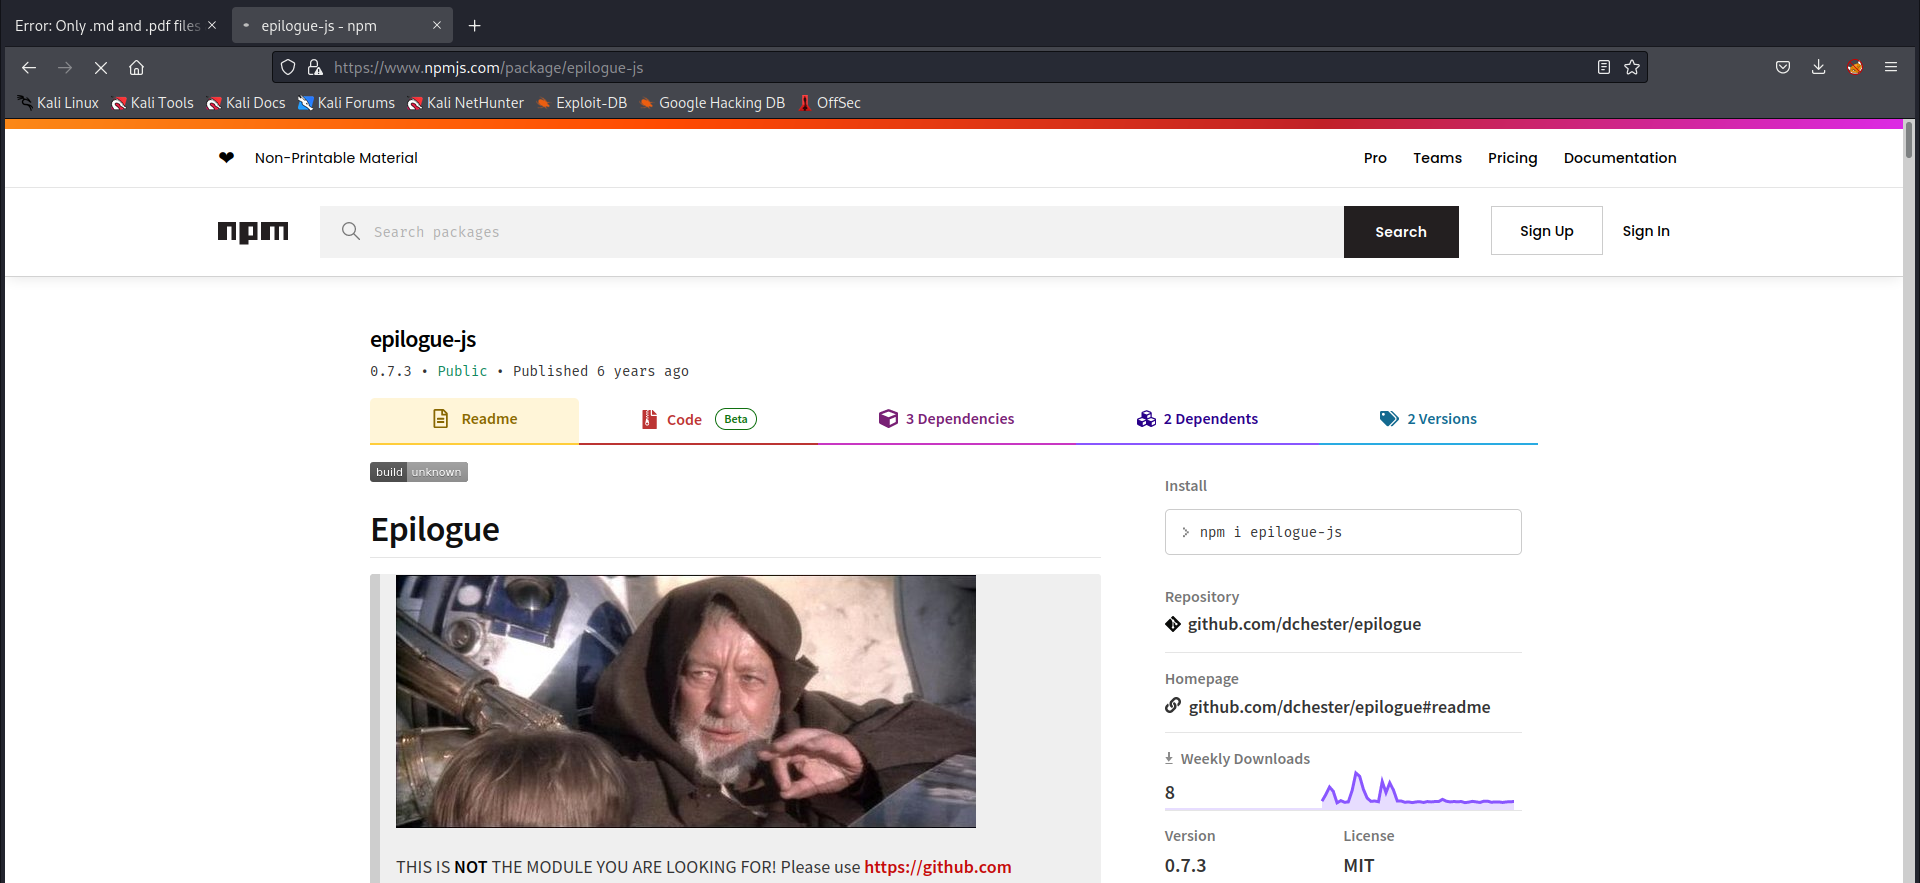 Error: Only .md and .pdf files
epilogue-js - npm
https://www.npmjs.com/package/epilogue-js
Kali Linux Kali Tools Kali Docs Kali Forums Kali NetHunter Exploit-DB Google Hacking DB OffSec
❤ Non-Printable Material
Pro Teams Pricing Documentation
npm
Search packages
Search
Sign Up
Sign In
epilogue-js
0.7.3 • Public • Published 6 years ago
Readme
Code Beta
3 Dependencies
2 Dependents
2 Versions
build unknown
Epilogue
THIS IS NOT THE MODULE YOU ARE LOOKING FOR! Please use https://github.com
Install
> npm i epilogue-js
Repository
github.com/dchester/epilogue
Homepage
github.com/dchester/epilogue#readme
Weekly Downloads
8
Version
0.7.3
License
MIT